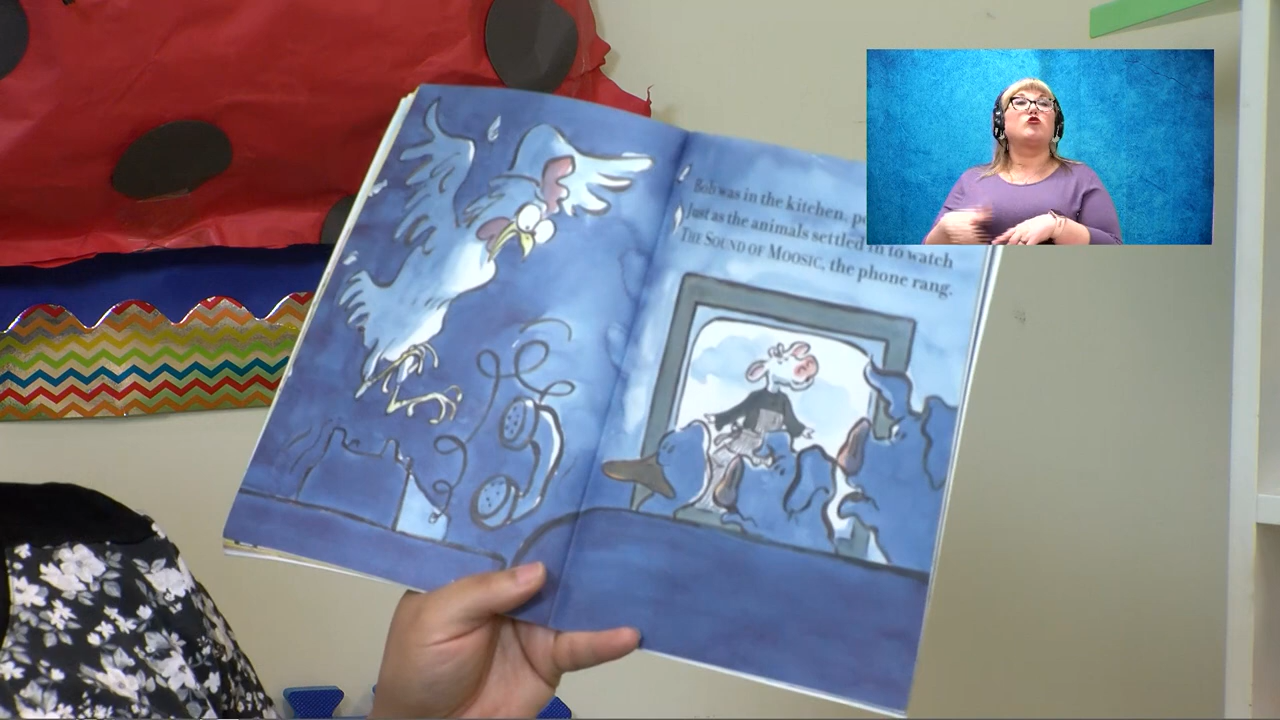 Bob was in the kitchen,
Just as the animals settled in to watch
THE SOUND OF MOOSIC, the phone rang.